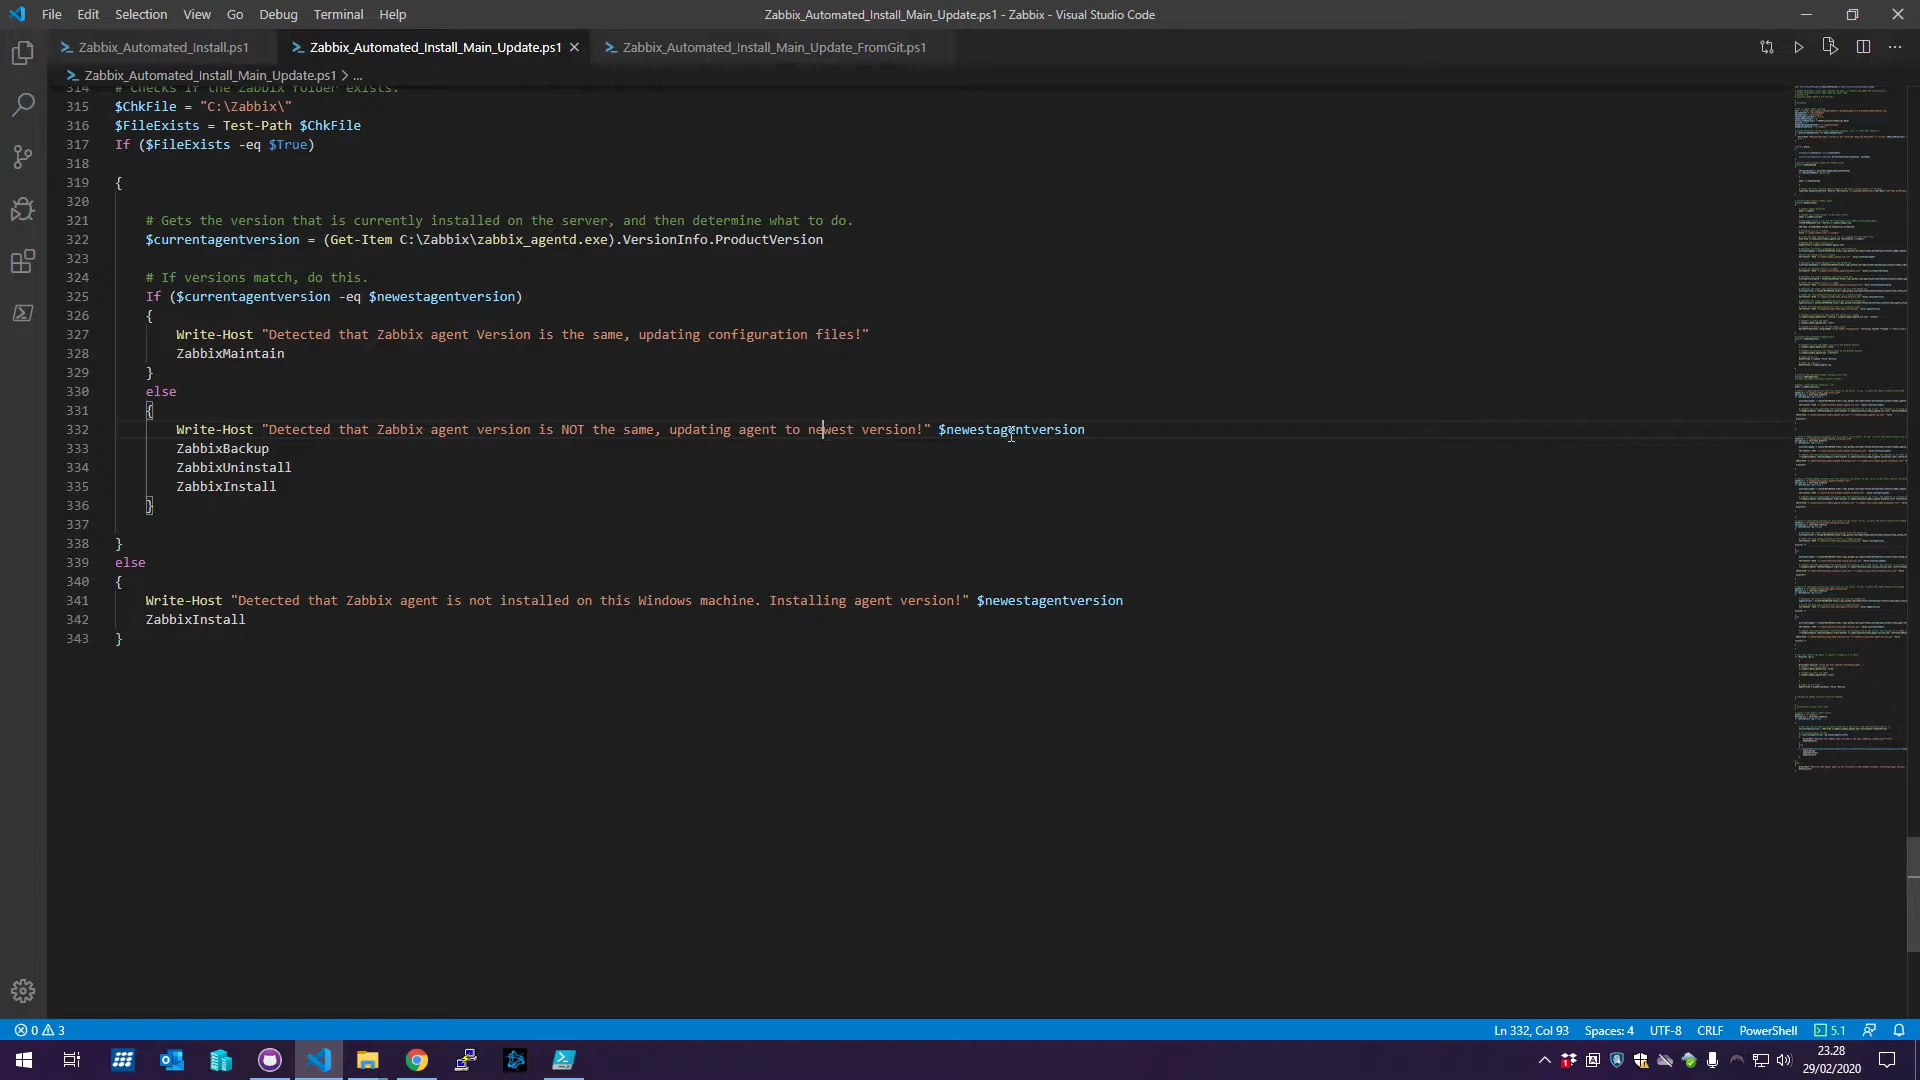 File Edit Selection View Go Debug Terminal Help
Zabbix_Automated_Install_Main_Update.ps1 - Zabbix - Visual Studio Code
Zabbix_Automated_Install.ps1
Zabbix_Automated_Install_Main_Update.ps1
Zabbix_Automated_Install_Main_Update_FromGit.ps1
Zabbix_Automated_Install_Main_Update.ps1 > ...
314 # Checks if the Zabbix folder exists.
315 $ChkFile = "C:\Zabbix\"
316 $FileExists = Test-Path $ChkFile
317 If ($FileExists -eq $True)
318
319 {
320
321 # Gets the version that is currently installed on the server, and then determine what to do.
322 $currentagentversion = (Get-Item C:\Zabbix\zabbix_agentd.exe).VersionInfo.ProductVersion
323
324 # If versions match, do this.
325 If ($currentagentversion -eq $newestagentversion)
326 {
327 Write-Host "Detected that Zabbix agent Version is the same, updating configuration files!"
328 ZabbixMaintain
329 }
330 else
331 {
332 Write-Host "Detected that Zabbix agent version is NOT the same, updating agent to newest version!" $newestagentversion
333 ZabbixBackup
334 ZabbixUninstall
335 ZabbixInstall
336 }
337
338 }
339 else
340 {
341 Write-Host "Detected that Zabbix agent is not installed on this Windows machine. Installing agent version!" $newestagentversion
342 ZabbixInstall
343 }
0 3
Ln 332, Col 93
Spaces: 4
UTF-8
CRLF
PowerShell
5.1
23.28
29/02/2020